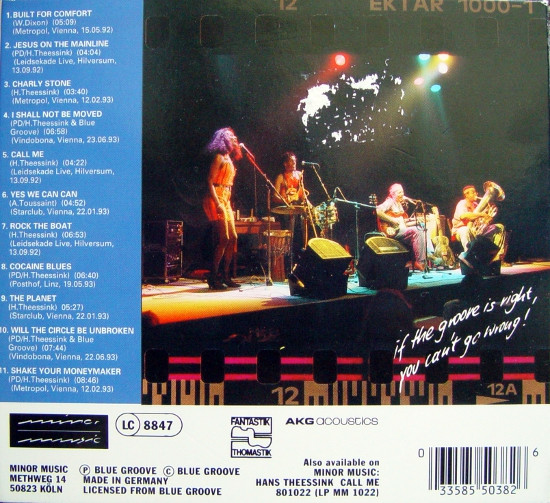 12
EKTAR 1000-1
1. BUILT FOR COMFORT
(W.Dixon) (05:09)
(Metropol, Vienna, 15.05.92)
2. JESUS ON THE MAINLINE
(PD/H.Theessink) (04:04)
(Leidsekade Live, Hilversum,
13.09.92)
3. CHARLY STONE
(H.Theessink) (03:40)
(Metropol, Vienna, 12.02.93)
4. I SHALL NOT BE MOVED
(PD/H.Theessink & Blue
Groove) (06:58)
(Vindobona, Vienna, 23.06.93)
5. CALL ME
(H.Theessink) (04:22)
(Leidsekade Live, Hilversum,
13.09.92)
6. YES WE CAN CAN
(A.Toussaint) (04:52)
(Starclub, Vienna, 22.01.93)
7. ROCK THE BOAT
(H.Theessink) (06:53)
(Leidsekade Live, Hilversum,
13.09.92)
8. COCAINE BLUES
(PD/H.Theessink) (06:40)
(Posthof, Linz, 19.05.93)
9. THE PLANET
(H.Theessink 05:27)
(Starclub, Vienna, 22.01.93)
10. WILL THE CIRCLE BE UNBROKEN
(PD/H.Theessink & Blue Groove)
(07:44)
(Vindobona, Vienna, 22.06.93)
11. SHAKE YOUR MONEYMAKER
(PD/H.Theessink) (08:46)
(Metropol, Vienna, 12.02.93)
if the groove is right,
you can't go wrong!
12
12A
minor
music
LC 8847
FANTASTIK
THOMASTIK
AKG acoustics
MINOR MUSIC
METHWEG 14
50823 KÖLN
Ⓟ BLUE GROOVE © BLUE GROOVE
MADE IN GERMANY
LICENSED FROM BLUE GROOVE
Also available on
MINOR MUSIC:
HANS THEESSINK CALL ME
801022 (LP MM 1022)
0 33585 50382 6